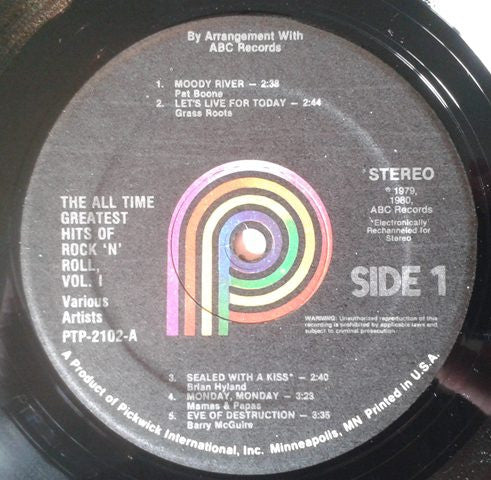 By Arrangement With
ABC Records
1. MOODY RIVER — 2:38
Pat Boone
2. LET'S LIVE FOR TODAY — 2:44
Grass Roots
THE ALL TIME
GREATEST
HITS OF
ROCK 'N'
ROLL,
VOL. I
Various
Artists
PTP-2102-A
STEREO
℗ 1979,
1980,
ABC Records
*Electronically
Rechanneled for
Stereo
SIDE 1
WARNING: Unauthorized reproduction of this
recording is prohibited by applicable laws and
subject to criminal prosecution.
3. SEALED WITH A KISS* — 2:40
Brian Hyland
4. MONDAY, MONDAY — 3:23
Mamas & Papas
5. EVE OF DESTRUCTION — 3:35
Barry McGuire
A Product of Pickwick International, Inc. Minneapolis, MN Printed in U.S.A.